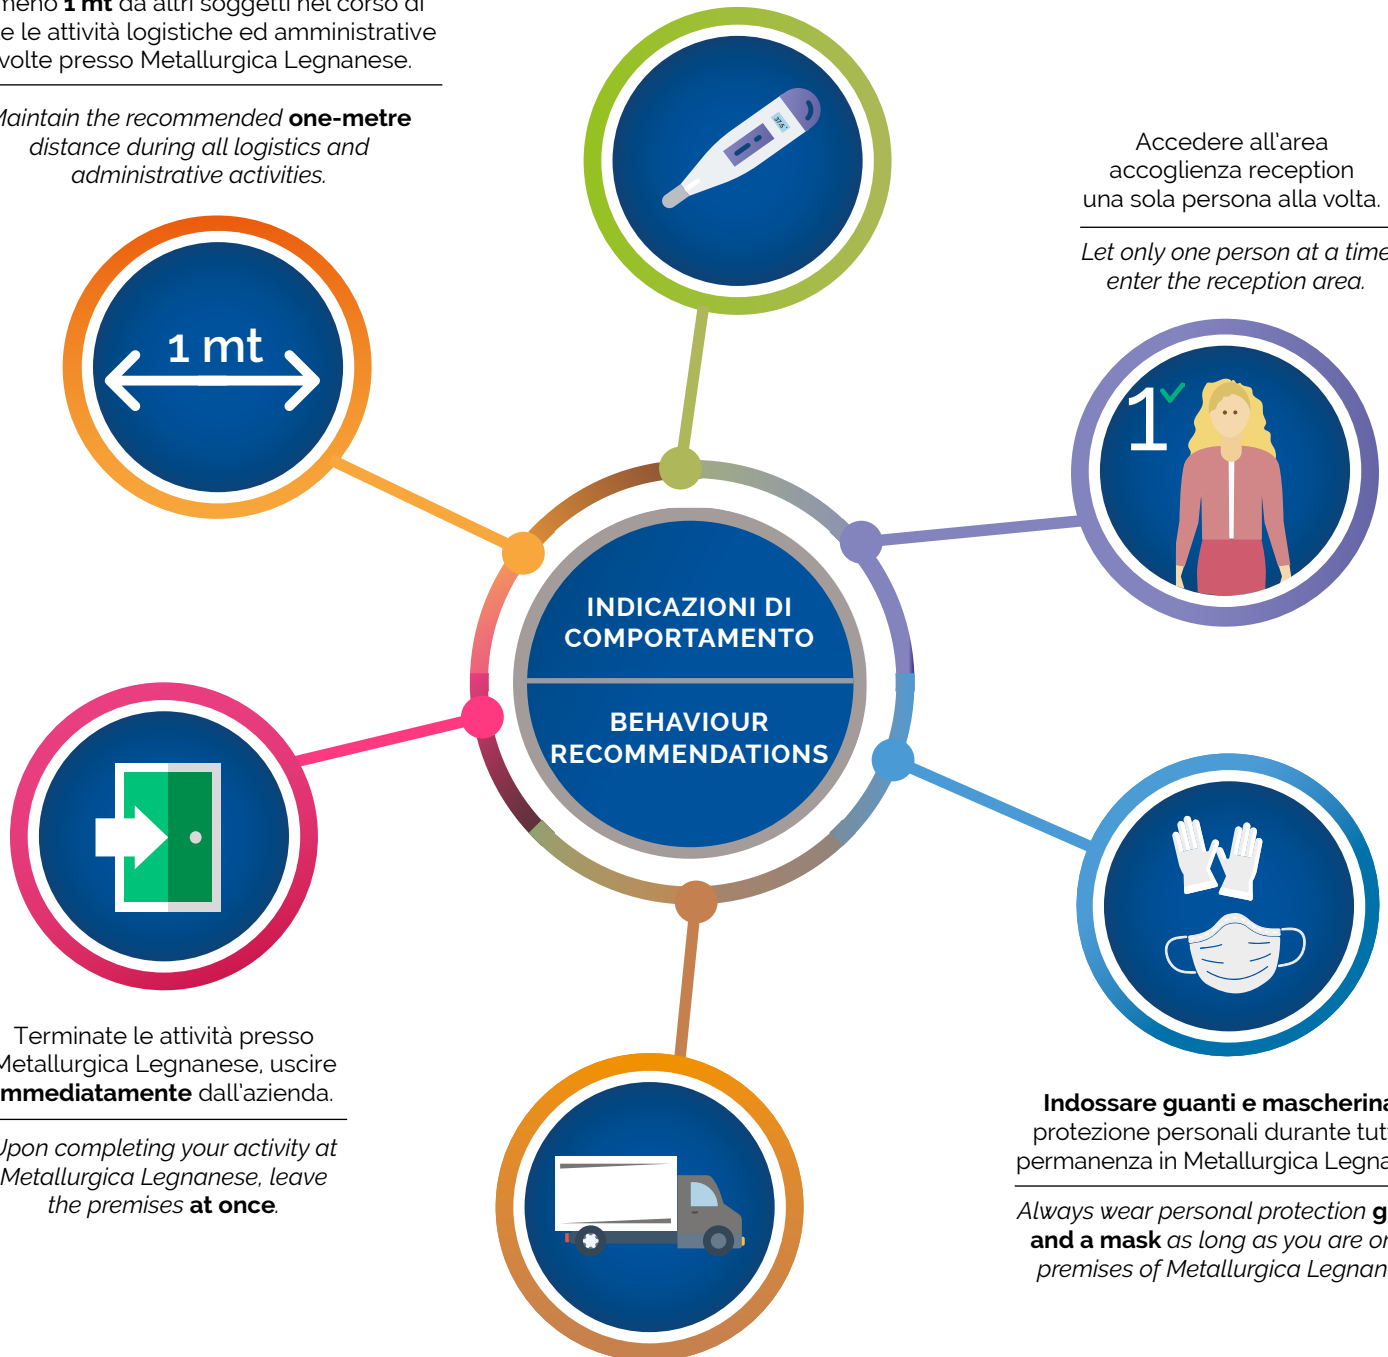 meno 1 mt da altri soggetti nel corso di
e le attività logistiche ed amministrative
volte presso Metallurgica Legnanese.
Maintain the recommended one-metre
distance during all logistics and
administrative activities.
1 mt
37,5°
Accedere all'area
accoglienza reception
una sola persona alla volta.
Let only one person at a time
enter the reception area.
1
INDICAZIONI DI
COMPORTAMENTO
BEHAVIOUR
RECOMMENDATIONS
Terminate le attività presso
Metallurgica Legnanese, uscire
immediatamente dall'azienda.
Upon completing your activity at
Metallurgica Legnanese, leave
the premises at once.
Indossare guanti e mascherina
protezione personali durante tut
permanenza in Metallurgica Legna
Always wear personal protection g
and a mask as long as you are on
premises of Metallurgica Legnan